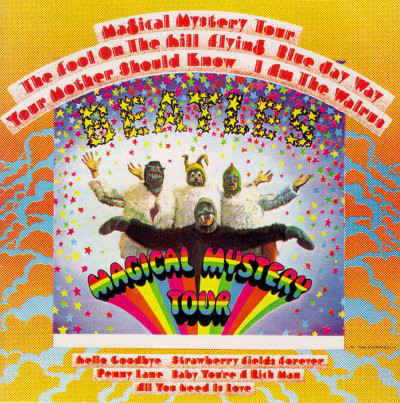 Magical Mystery Tour
The Fool On The Hill Flying Blue Jay Way
Your Mother Should Know I Am The Walrus
BEATLES
MAGICAL MYSTERY
TOUR
Hello Goodbye Strawberry Fields Forever
Penny Lane Baby You're A Rich Man
All You Need Is Love